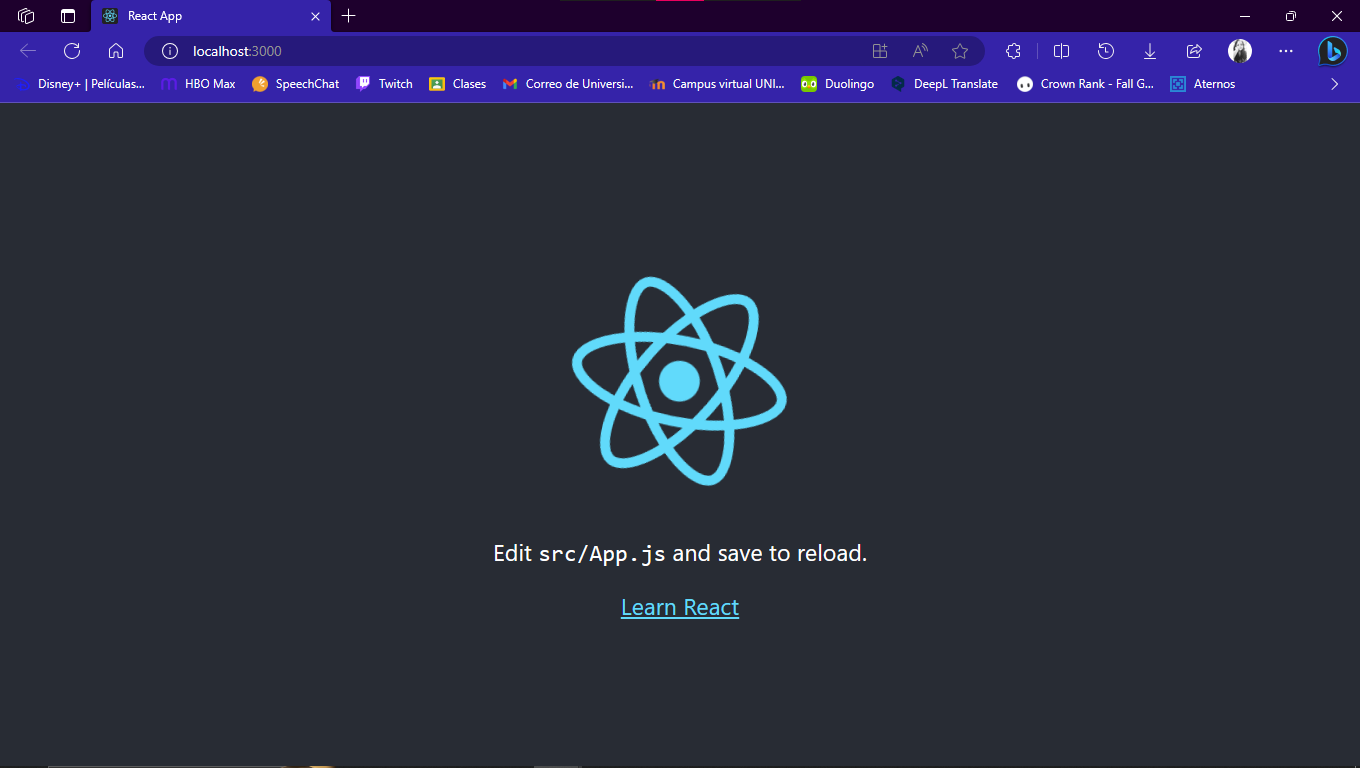 React App
localhost:3000
Disney+ | Películas... HBO Max SpeechChat Twitch Clases Correo de Universi... Campus virtual UNI... Duolingo DeepL Translate Crown Rank - Fall G... Aternos
Edit src/App.js and save to reload.
Learn React